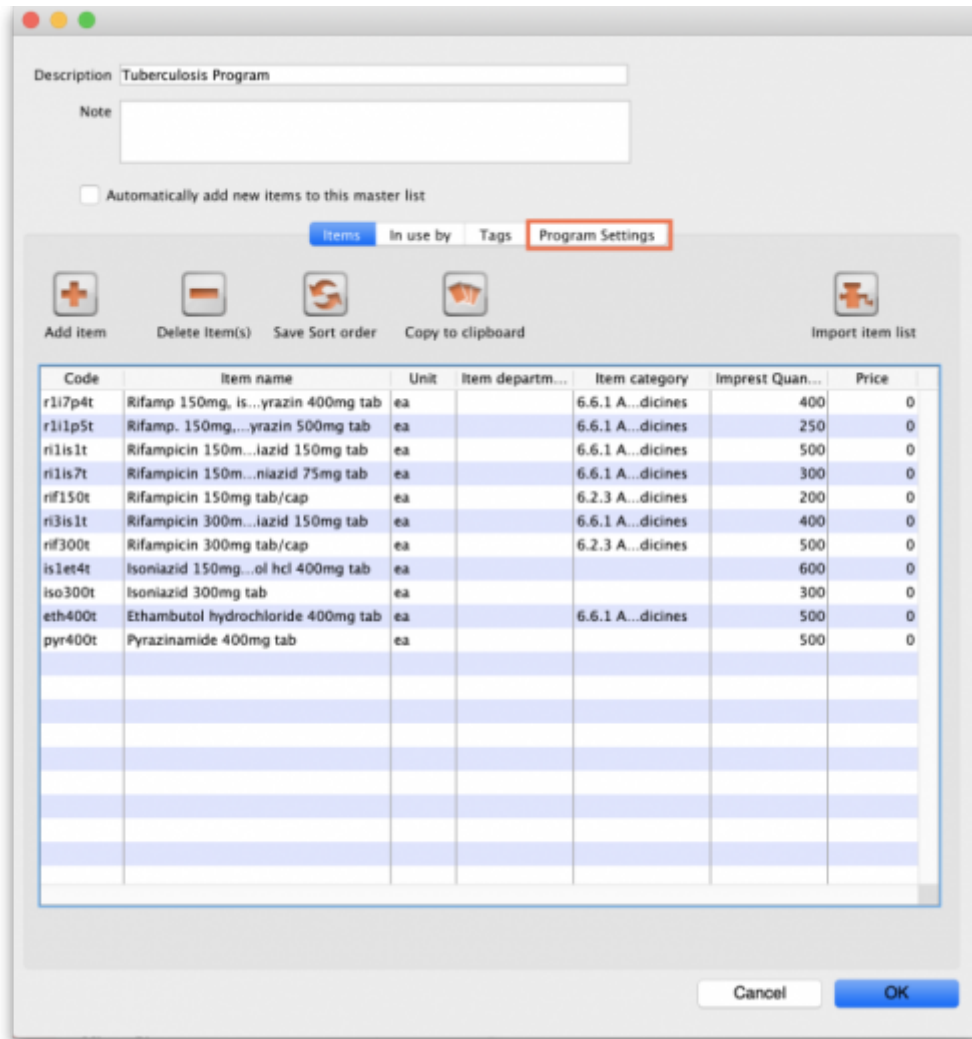 Description Tuberculosis Program
Note
Automatically add new items to this master list
Items In use by Tags Program Settings
Add item Delete Item(s) Save Sort order Copy to clipboard Import item list
Code Item name Unit Item departm... Item category Imprest Quan... Price
r1i7p4t Rifamp 150mg, is...yrazin 400mg tab ea 6.6.1 A...dicines 400 0
r1i1p5t Rifamp. 150mg,...yrazin 500mg tab ea 6.6.1 A...dicines 250 0
ri1is1t Rifampicin 150m...iazid 150mg tab ea 6.6.1 A...dicines 500 0
ri1is7t Rifampicin 150m...niazid 75mg tab ea 6.6.1 A...dicines 300 0
rif150t Rifampicin 150mg tab/cap ea 6.2.3 A...dicines 200 0
ri3is1t Rifampicin 300m...iazid 150mg tab ea 6.6.1 A...dicines 400 0
rif300t Rifampicin 300mg tab/cap ea 6.2.3 A...dicines 500 0
is1et4t Isoniazid 150mg...ol hcl 400mg tab ea 600 0
iso300t Isoniazid 300mg tab ea 300 0
eth400t Ethambutol hydrochloride 400mg tab ea 6.6.1 A...dicines 500 0
pyr400t Pyrazinamide 400mg tab ea 500 0
Cancel OK